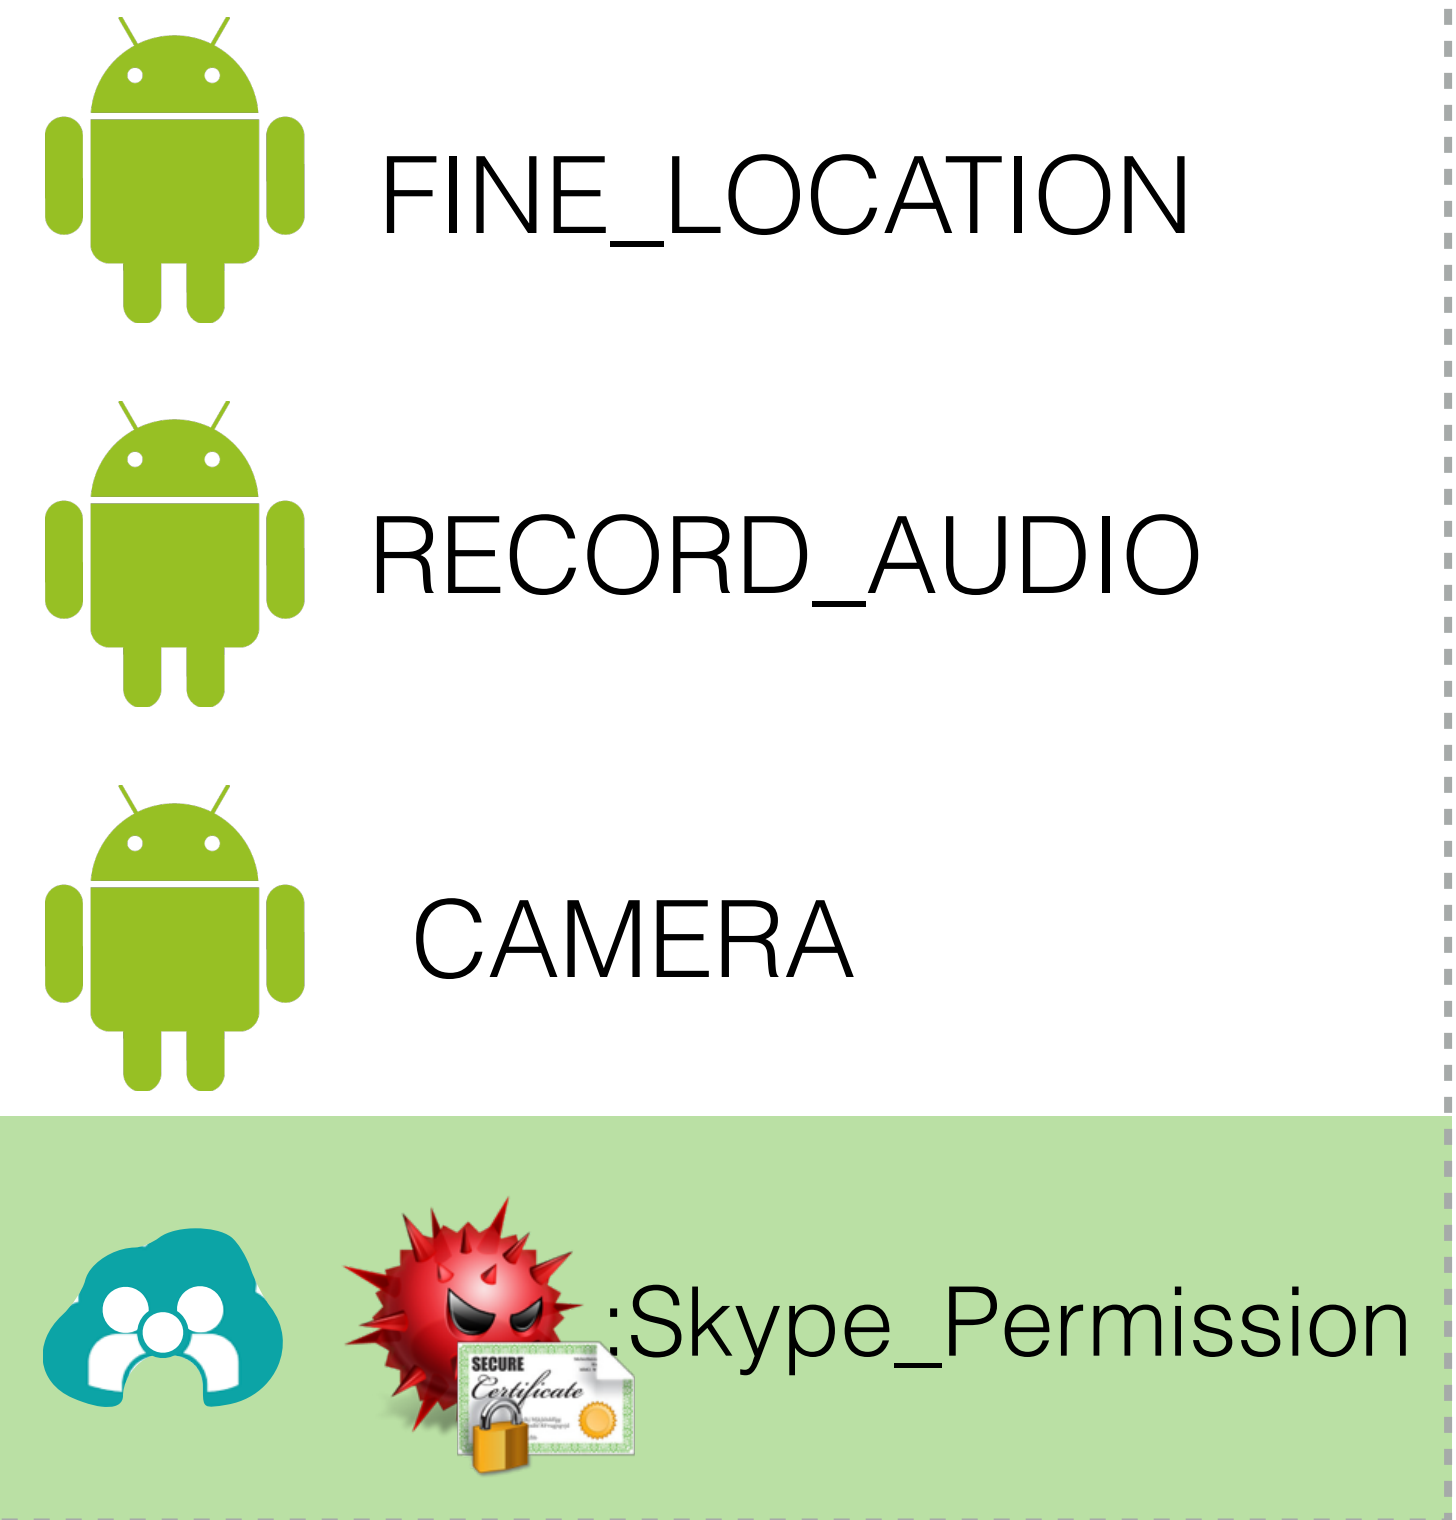 FINE_LOCATION
RECORD_AUDIO
CAMERA
:Skype_Permission
SECURE
Certificate